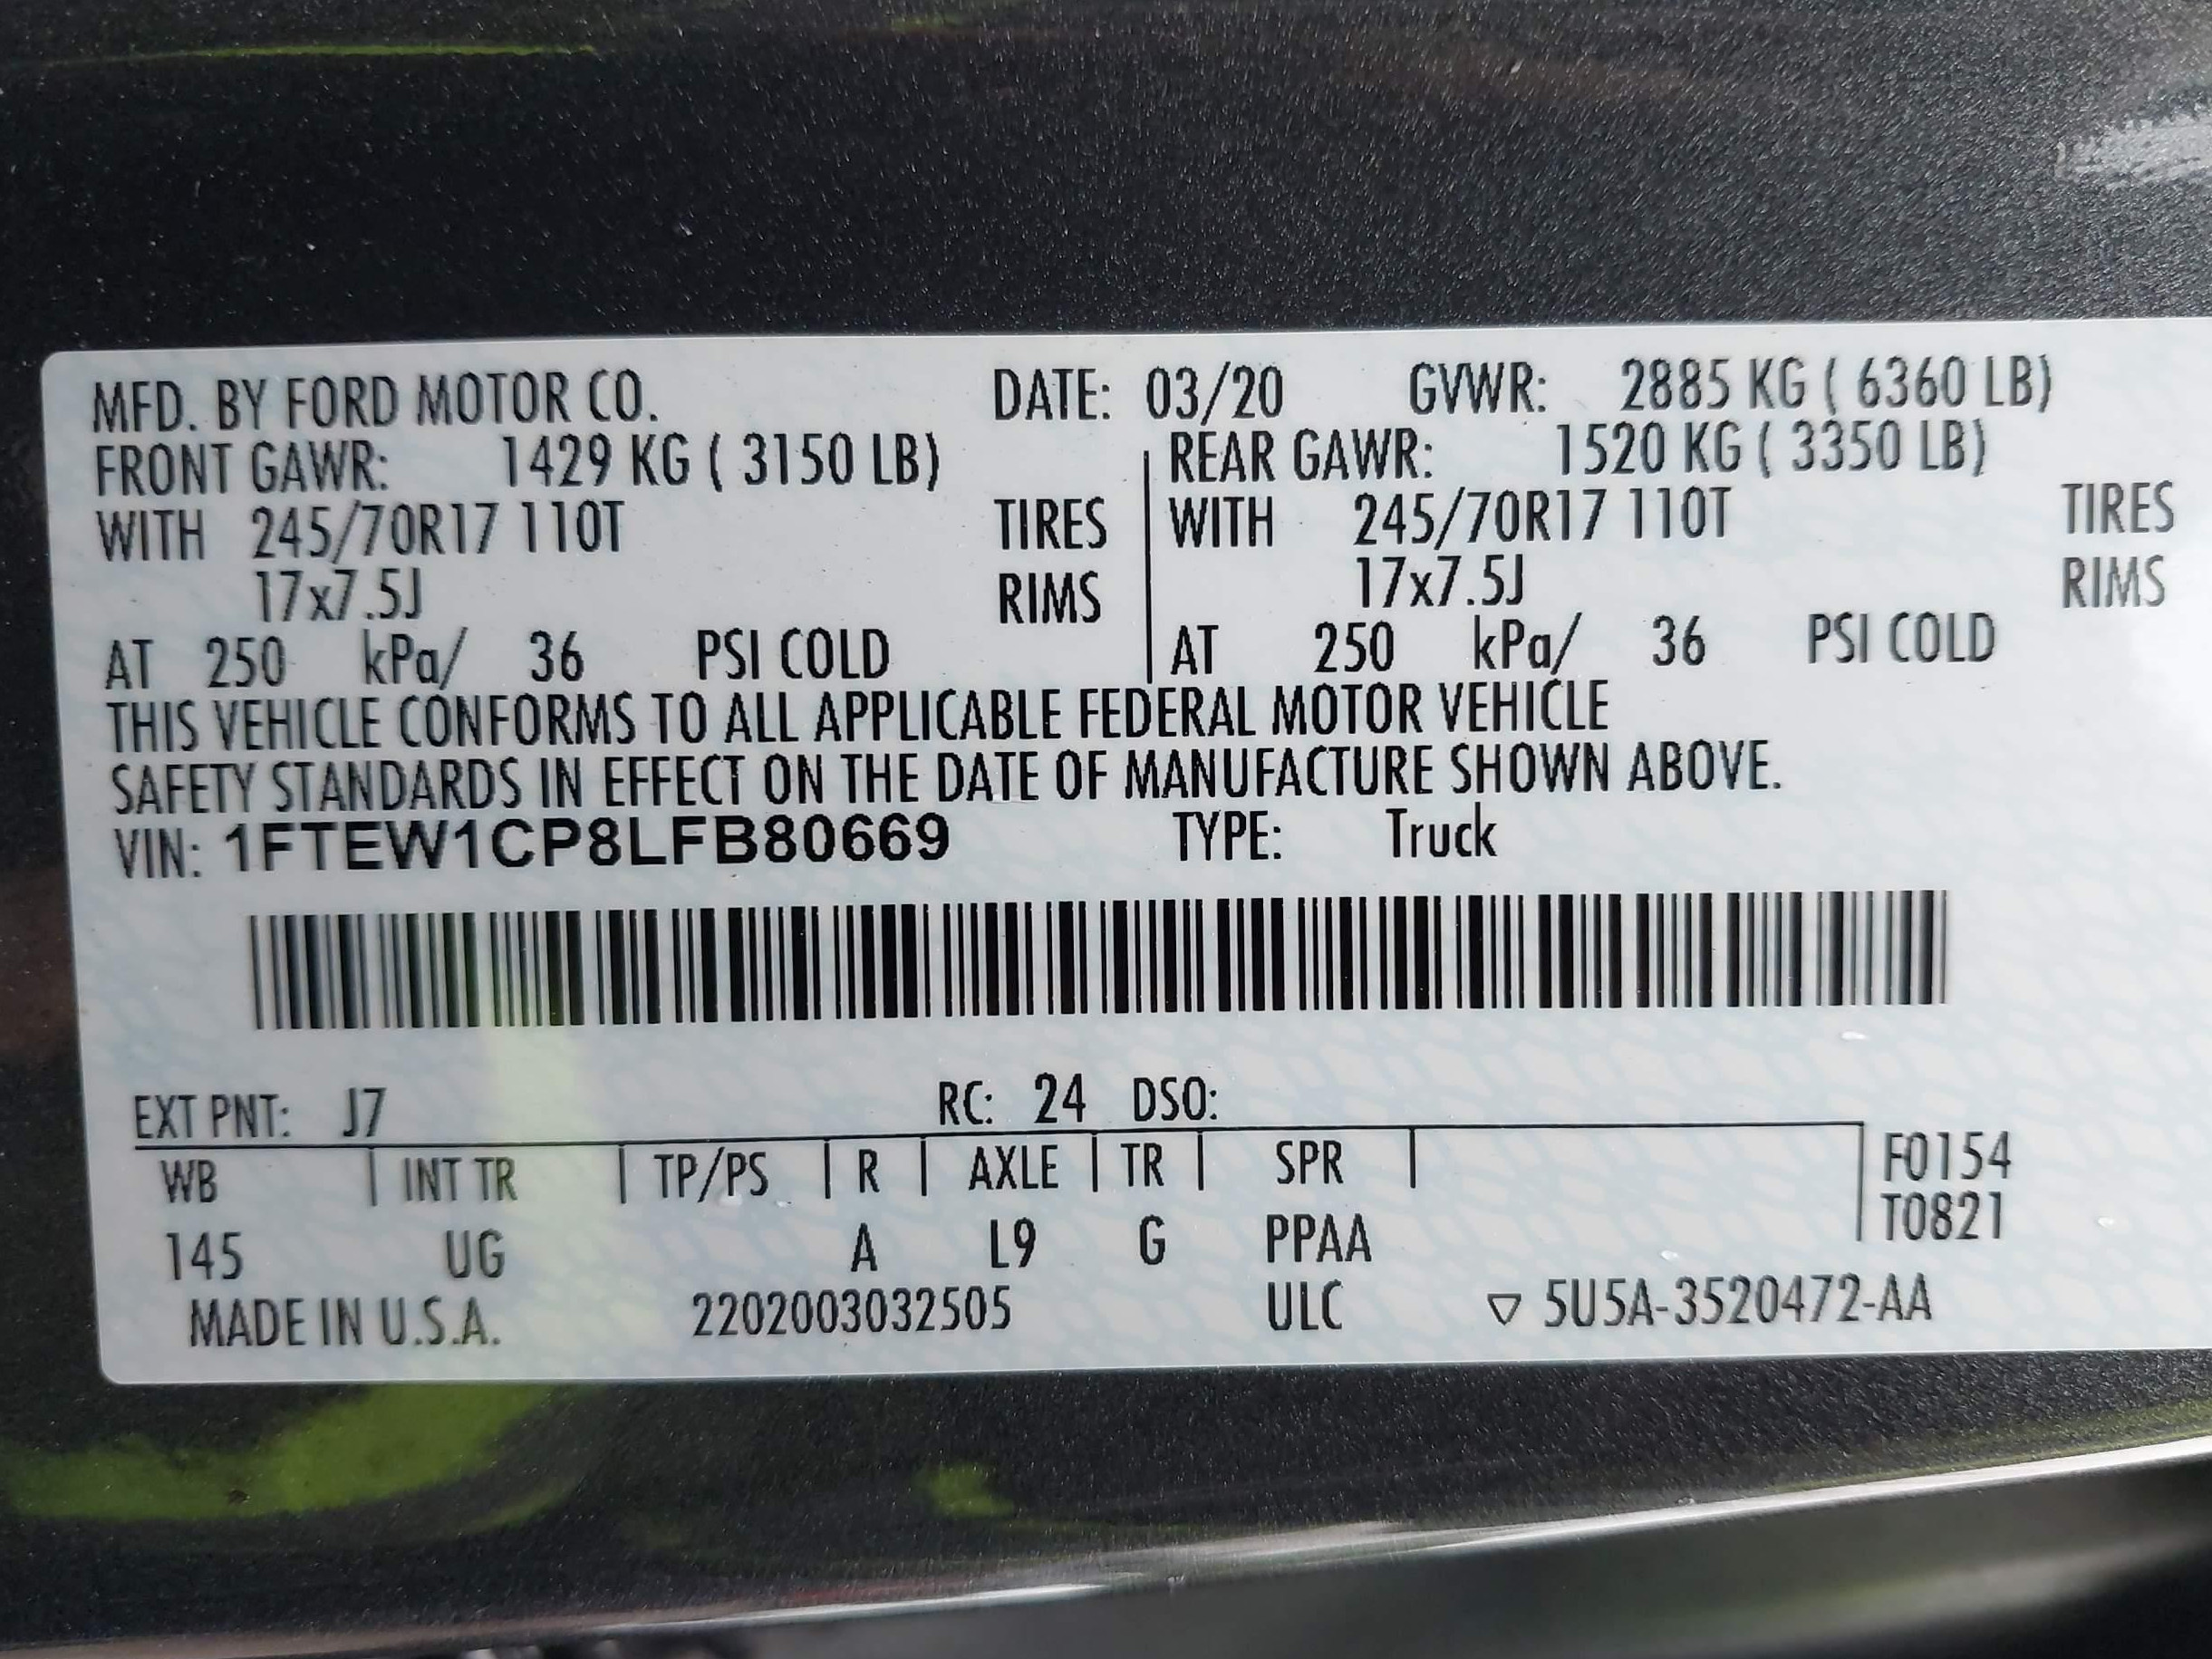 MFD. BY FORD MOTOR CO. DATE: 03/20 GVWR: 2885 KG ( 6360 LB)
FRONT GAWR: 1429 KG ( 3150 LB) REAR GAWR: 1520 KG ( 3350 LB)
WITH 245/70R17 110T TIRES WITH 245/70R17 110T TIRES
17x7.5J RIMS 17x7.5J RIMS
AT 250 kPa/ 36 PSI COLD AT 250 kPa/ 36 PSI COLD
THIS VEHICLE CONFORMS TO ALL APPLICABLE FEDERAL MOTOR VEHICLE
SAFETY STANDARDS IN EFFECT ON THE DATE OF MANUFACTURE SHOWN ABOVE.
VIN: 1FTEW1CP8LFB80669 TYPE: Truck
EXT PNT: J7 RC: 24 DSO:
WB INT TR TP/PS R AXLE TR SPR F0154
T0821
145 UG A L9 G PPAA
MADE IN U.S.A. 2202003032505 ULC ▽ 5U5A-3520472-AA